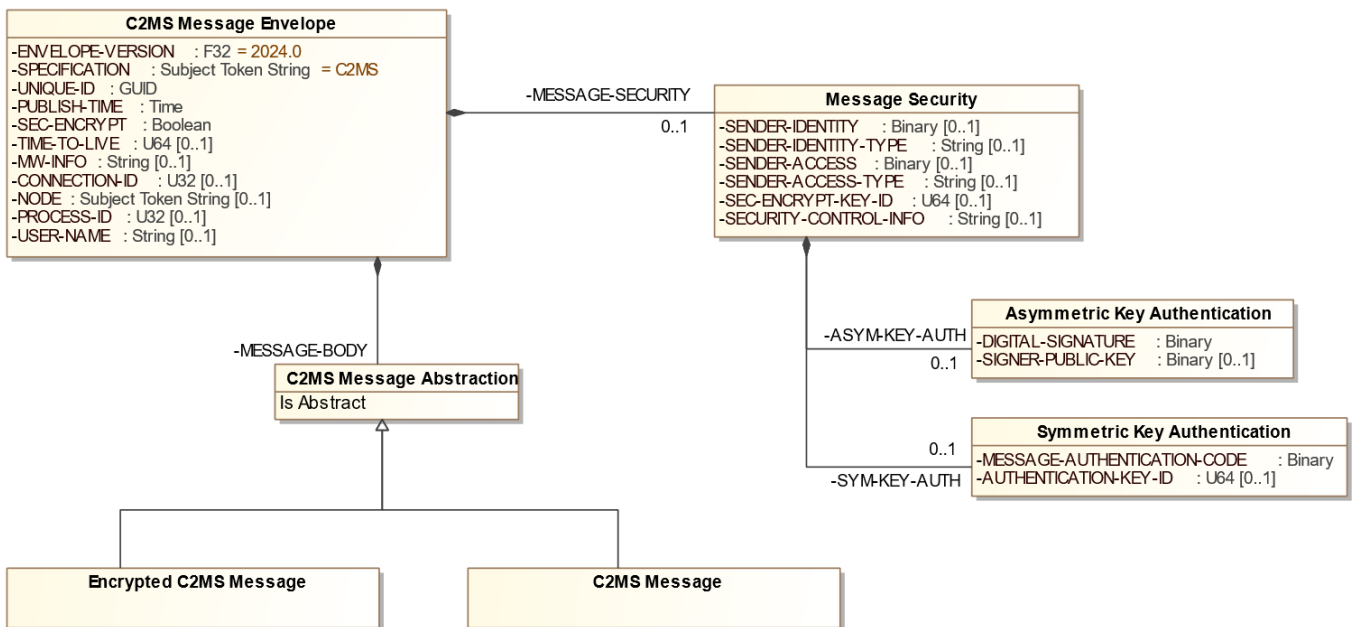 C2MS Message Envelope
-ENVELOPE-VERSION : F32 = 2024.0
-SPECIFICATION : Subject Token String = C2MS
-UNIQUE-ID : GUID
-PUBLISH-TIME : Time
-SEC-ENCRYPT : Boolean
-TIME-TO-LIVE : U64 [0..1]
-MW-INFO : String [0..1]
-CONNECTION-ID : U32 [0..1]
-NODE : Subject Token String [0..1]
-PROCESS-ID : U32 [0..1]
-USER-NAME : String [0..1]
-MESSAGE-SECURITY
0..1
Message Security
-SENDER-IDENTITY : Binary [0..1]
-SENDER-IDENTITY-TYPE : String [0..1]
-SENDER-ACCESS : Binary [0..1]
-SENDER-ACCESS-TYPE : String [0..1]
-SEC-ENCRYPT-KEY-ID : U64 [0..1]
-SECURITY-CONTROL-INFO : String [0..1]
-ASYM-KEY-AUTH
0..1
Asymmetric Key Authentication
-DIGITAL-SIGNATURE : Binary
-SIGNER-PUBLIC-KEY : Binary [0..1]
-MESSAGE-BODY
C2MS Message Abstraction
Is Abstract
0..1
-SYM-KEY-AUTH
Symmetric Key Authentication
-MESSAGE-AUTHENTICATION-CODE : Binary
-AUTHENTICATION-KEY-ID : U64 [0..1]
Encrypted C2MS Message
C2MS Message